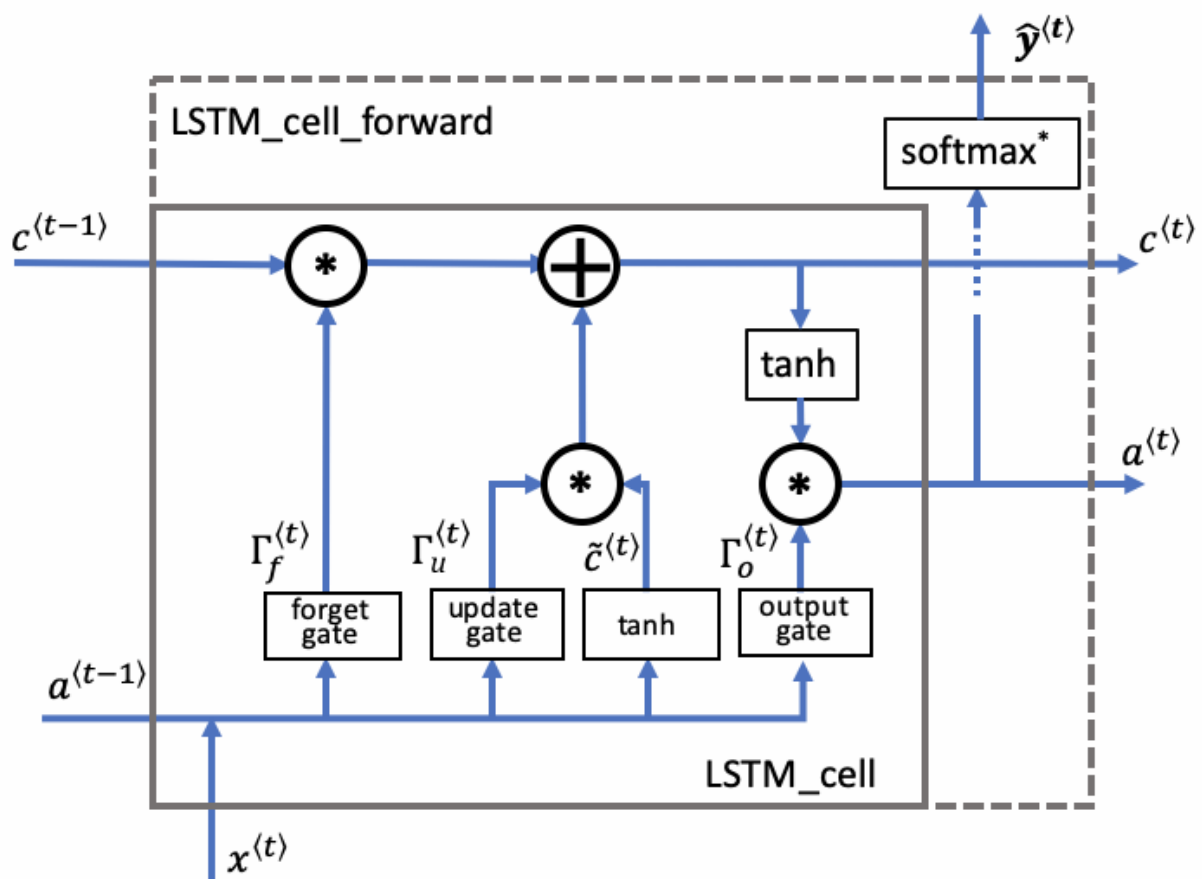 ŷ⟨t⟩
LSTM_cell_forward
softmax*
c⟨t−1⟩
c⟨t⟩
*
+
tanh
a⟨t⟩
*
*
Γf⟨t⟩
Γu⟨t⟩
c̃⟨t⟩
Γo⟨t⟩
forget
gate
update
gate
tanh
output
gate
a⟨t−1⟩
LSTM_cell
x⟨t⟩